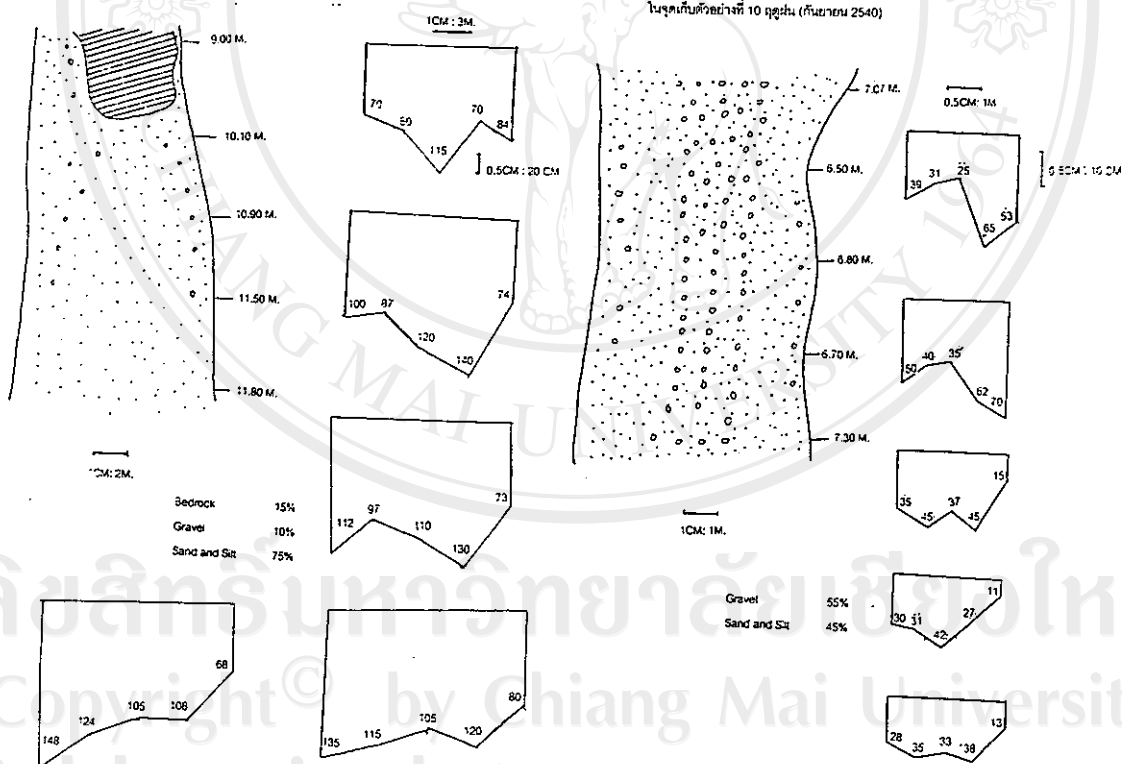 ในจุดเก็บตัวอย่างที่ 10 ฤดูฝน (กันยายน 2540)
1CM : 3M.
9.00 M.
10.10 M.
10.90 M.
11.50 M.
11.80 M.
70
115
70
84
0.5CM : 20 CM
100
87
120
140
74
112
97
110
130
73
1CM: 2M.
Bedrock 15%
Gravel 10%
Sand and Silt 75%
148
124
105
108
68
135
115
105
120
80
7.07 M.
6.50 M.
6.80 M.
6.70 M.
7.30 M.
1CM: 1M.
0.5CM: 1M
39
31
25
65
53
50
40
35
62
70
35
45
37
45
15
Gravel 55%
Sand and Silt 45%
30
31
42
27
11
28
35
33
138
13
CHIANG MAI UNIVERSITY 1964
ลิขสิทธิ์มหาวิทยาลัยเชียงให
Copyright © by Chiang Mai Universit